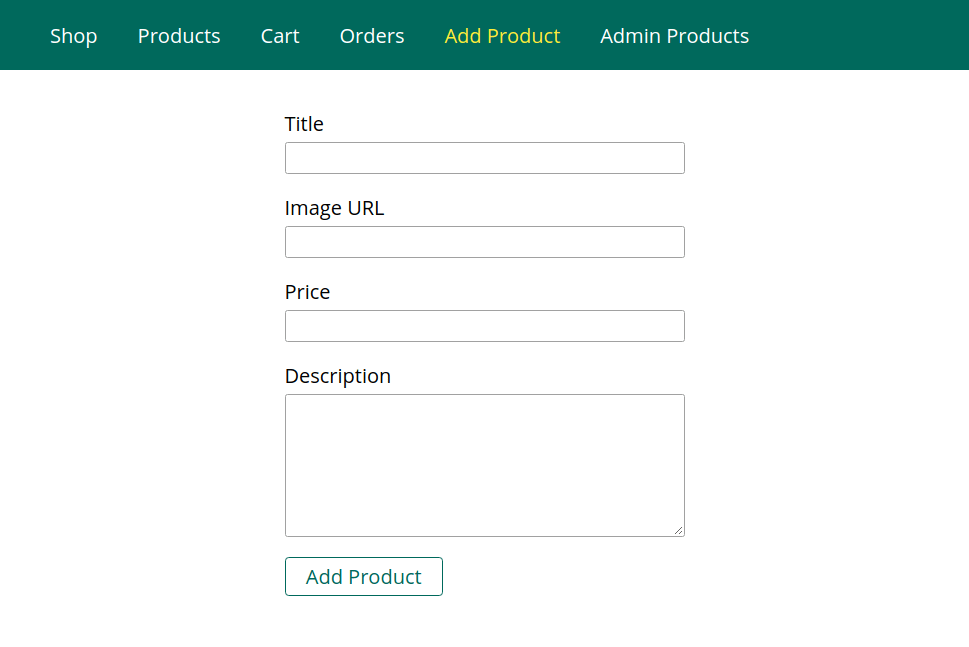 Shop Products Cart Orders Add Product Admin Products
Title
Image URL
Price
Description
Add Product